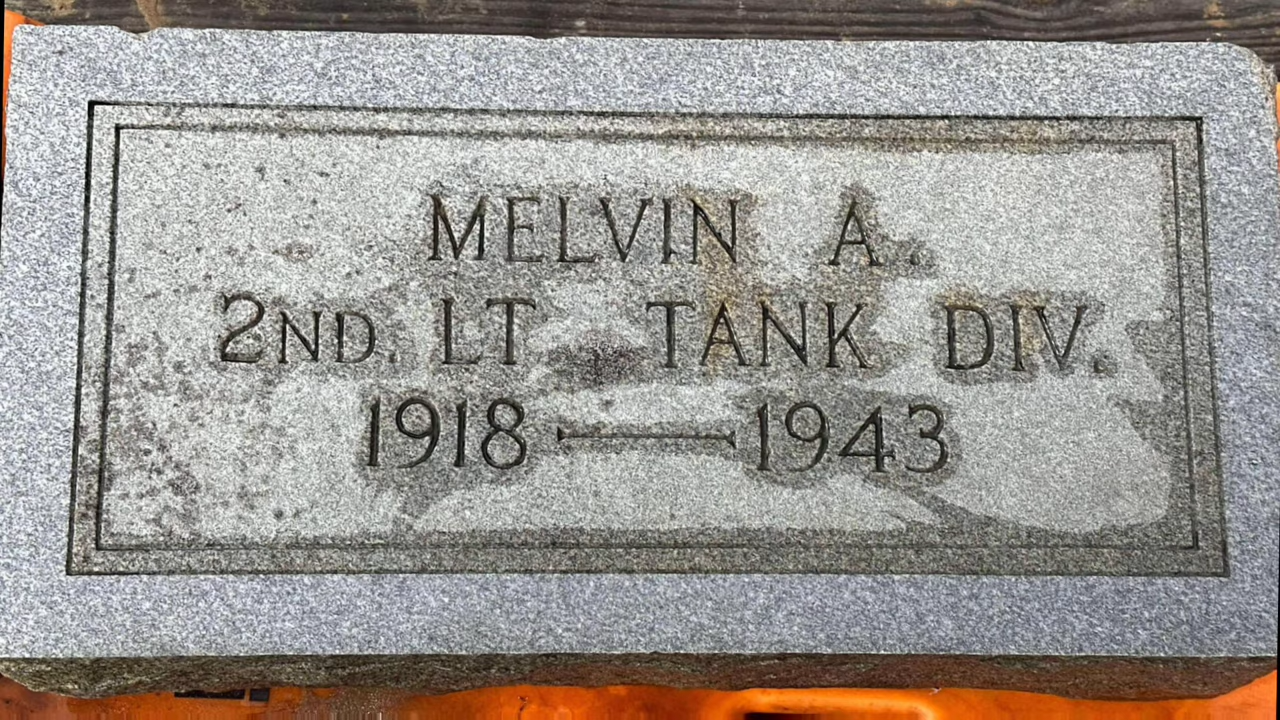 MELVIN A.
2ND. LT TANK DIV.
1918 — 1943